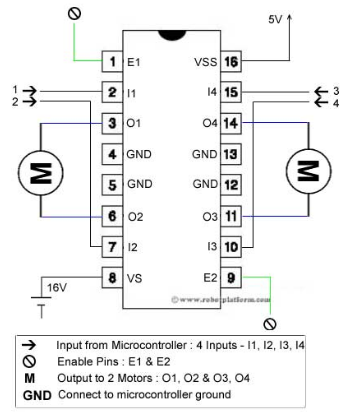 5V
1 E1 VSS 16
1 2 I1 I4 15 3
2 4
3 O1 O4 14
M M
4 GND GND 13
5 GND GND 12
6 O2 O3 11
7 I2 I3 10
16V 8 VS E2 9
© www.robotplatform.com
Input from Microcontroller : 4 Inputs - I1, I2, I3, I4
Enable Pins : E1 & E2
M Output to 2 Motors : O1, O2 & O3, O4
GND Connect to microcontroller ground